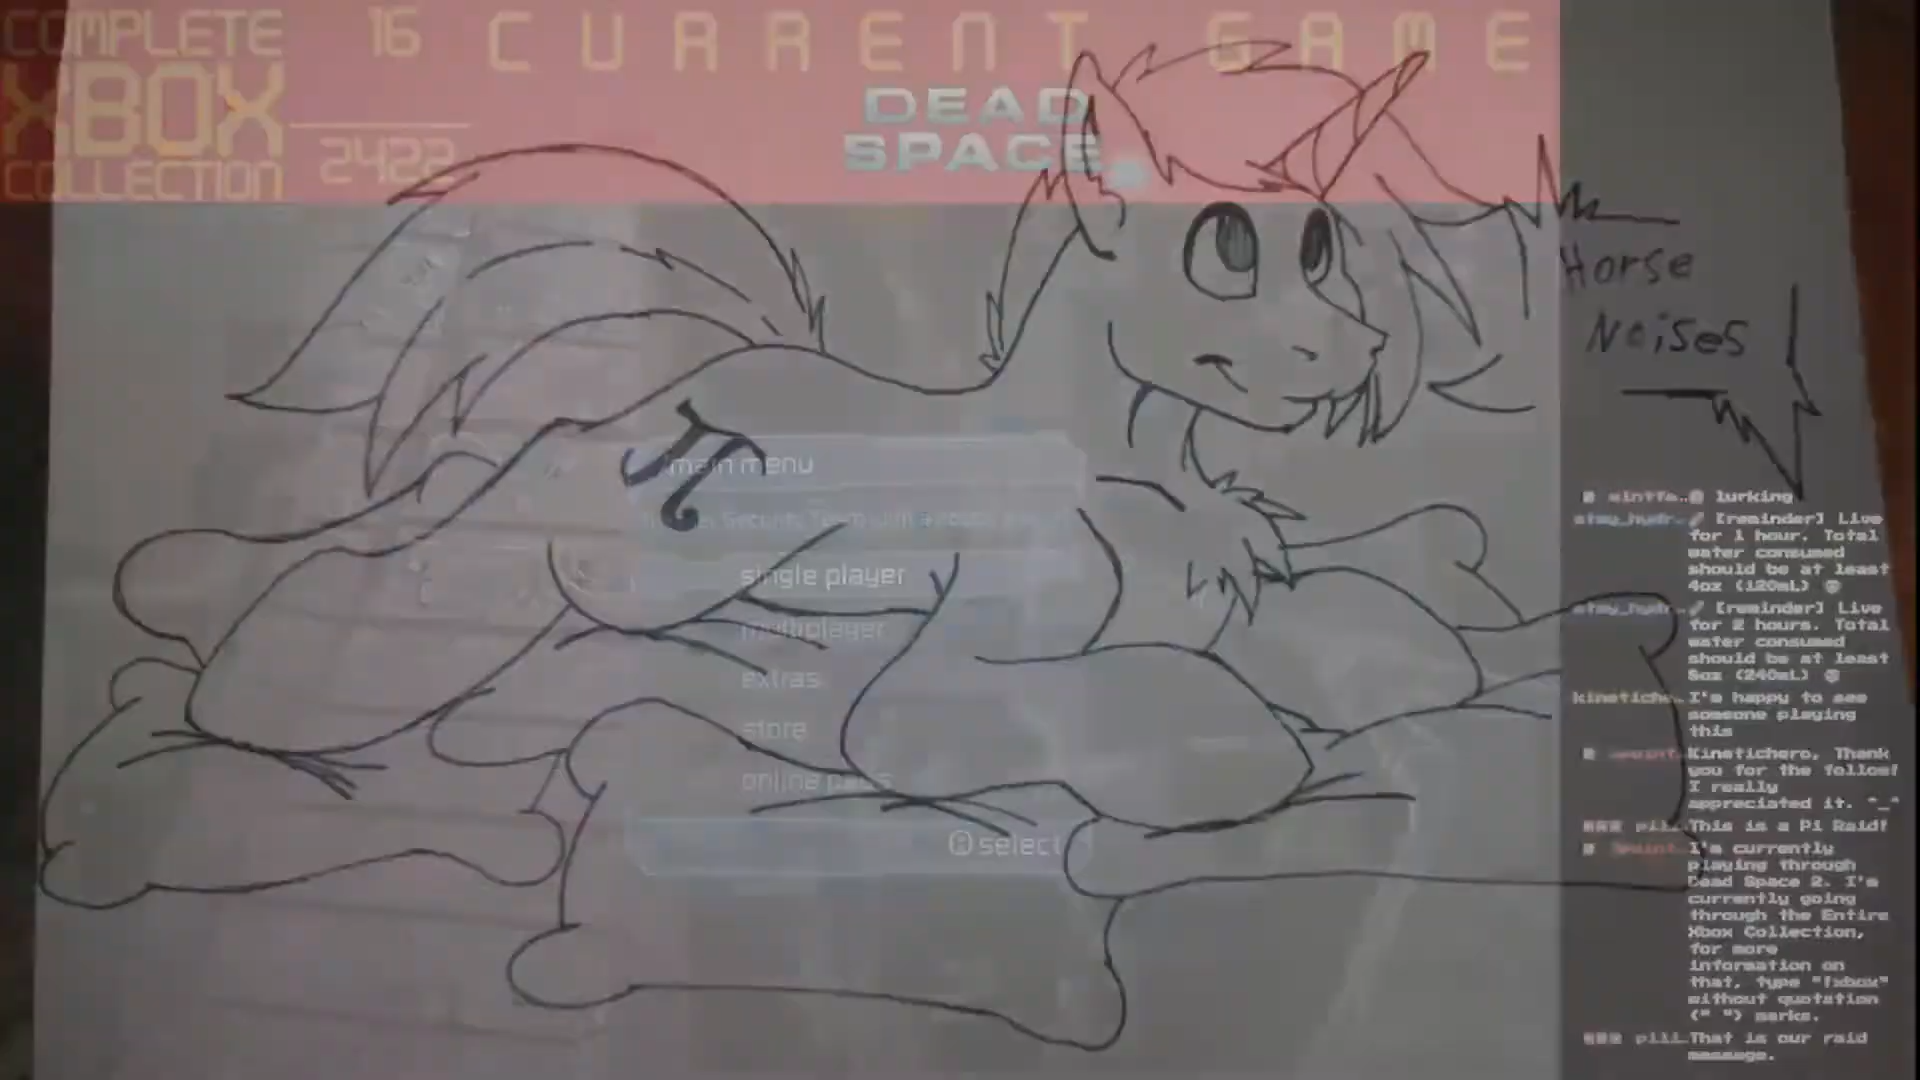 COMPLETE
XBOX
COLLECTION
16
2422
CURRENT GAME
DEAD
SPACE
Horse
Noises
main menu
single player
multiplayer
extras
store
select
lurking
[reminder] Live
for 1 hour. Total
water consumed
should be at least
4oz (120mL)
[reminder] Live
for 2 hours. Total
water consumed
should be at least
8oz (240mL)
I'm happy to see
someone playing
this
Kinetichero, Thank
you for the follow!
I really
appreciated it. ^_^
This is a Pi Raid!
I'm currently
playing through
Dead Space 2. I'm
currently going
through the Entire
Xbox Collection,
for more
information on
that, type "!xbox"
without quotation
(" ") marks.
That is our raid
message.